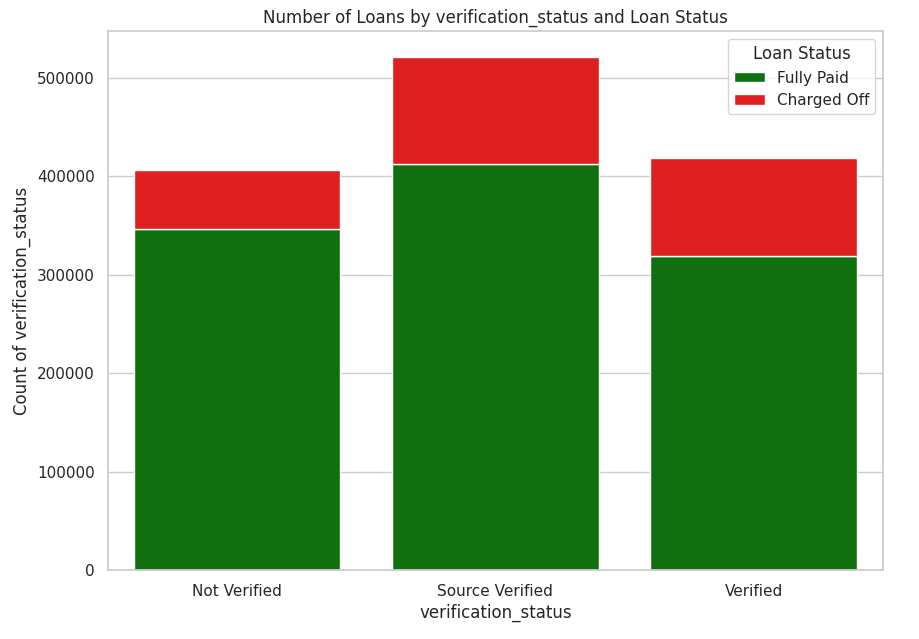 Number of Loans by verification_status and Loan Status
Loan Status
Fully Paid
Charged Off
Count of verification_status
500000
400000
300000
200000
100000
0
Not Verified
Source Verified
Verified
verification_status